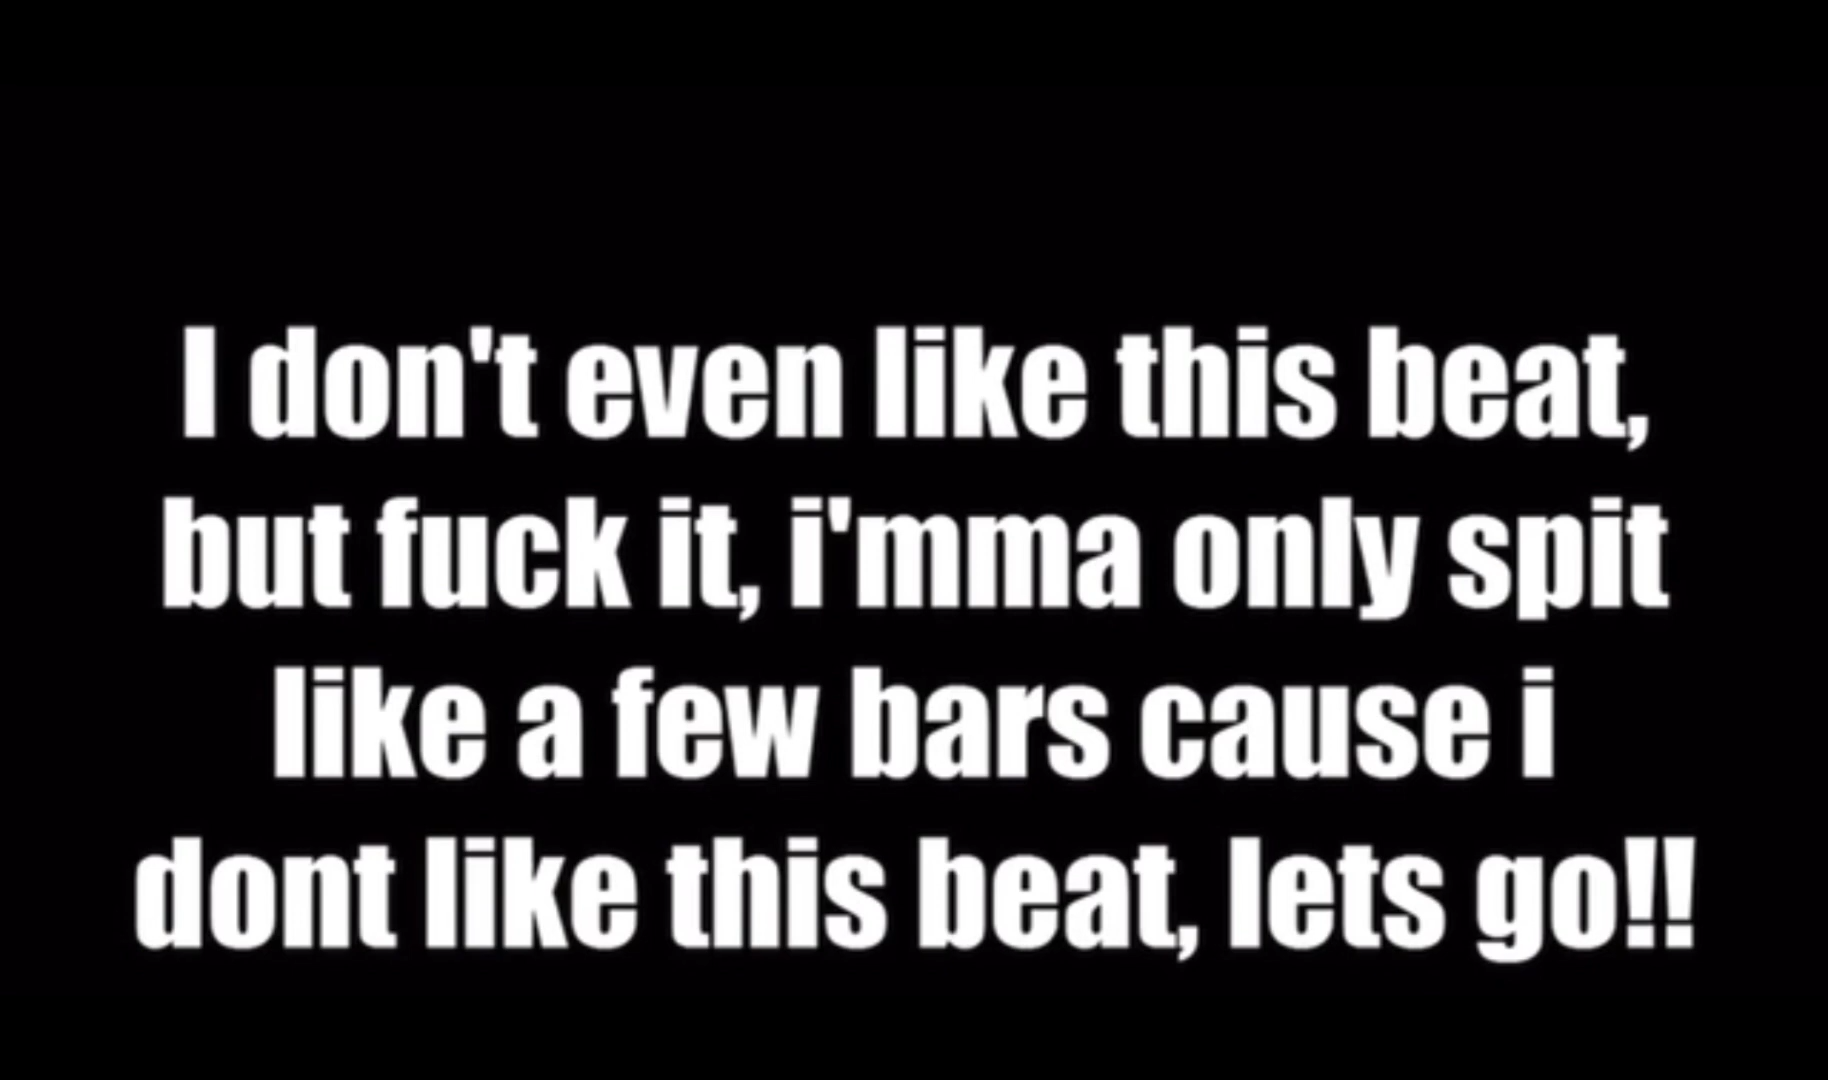 I don't even like this beat,
but fuck it, i'mma only spit
like a few bars cause i
dont like this beat, lets go!!